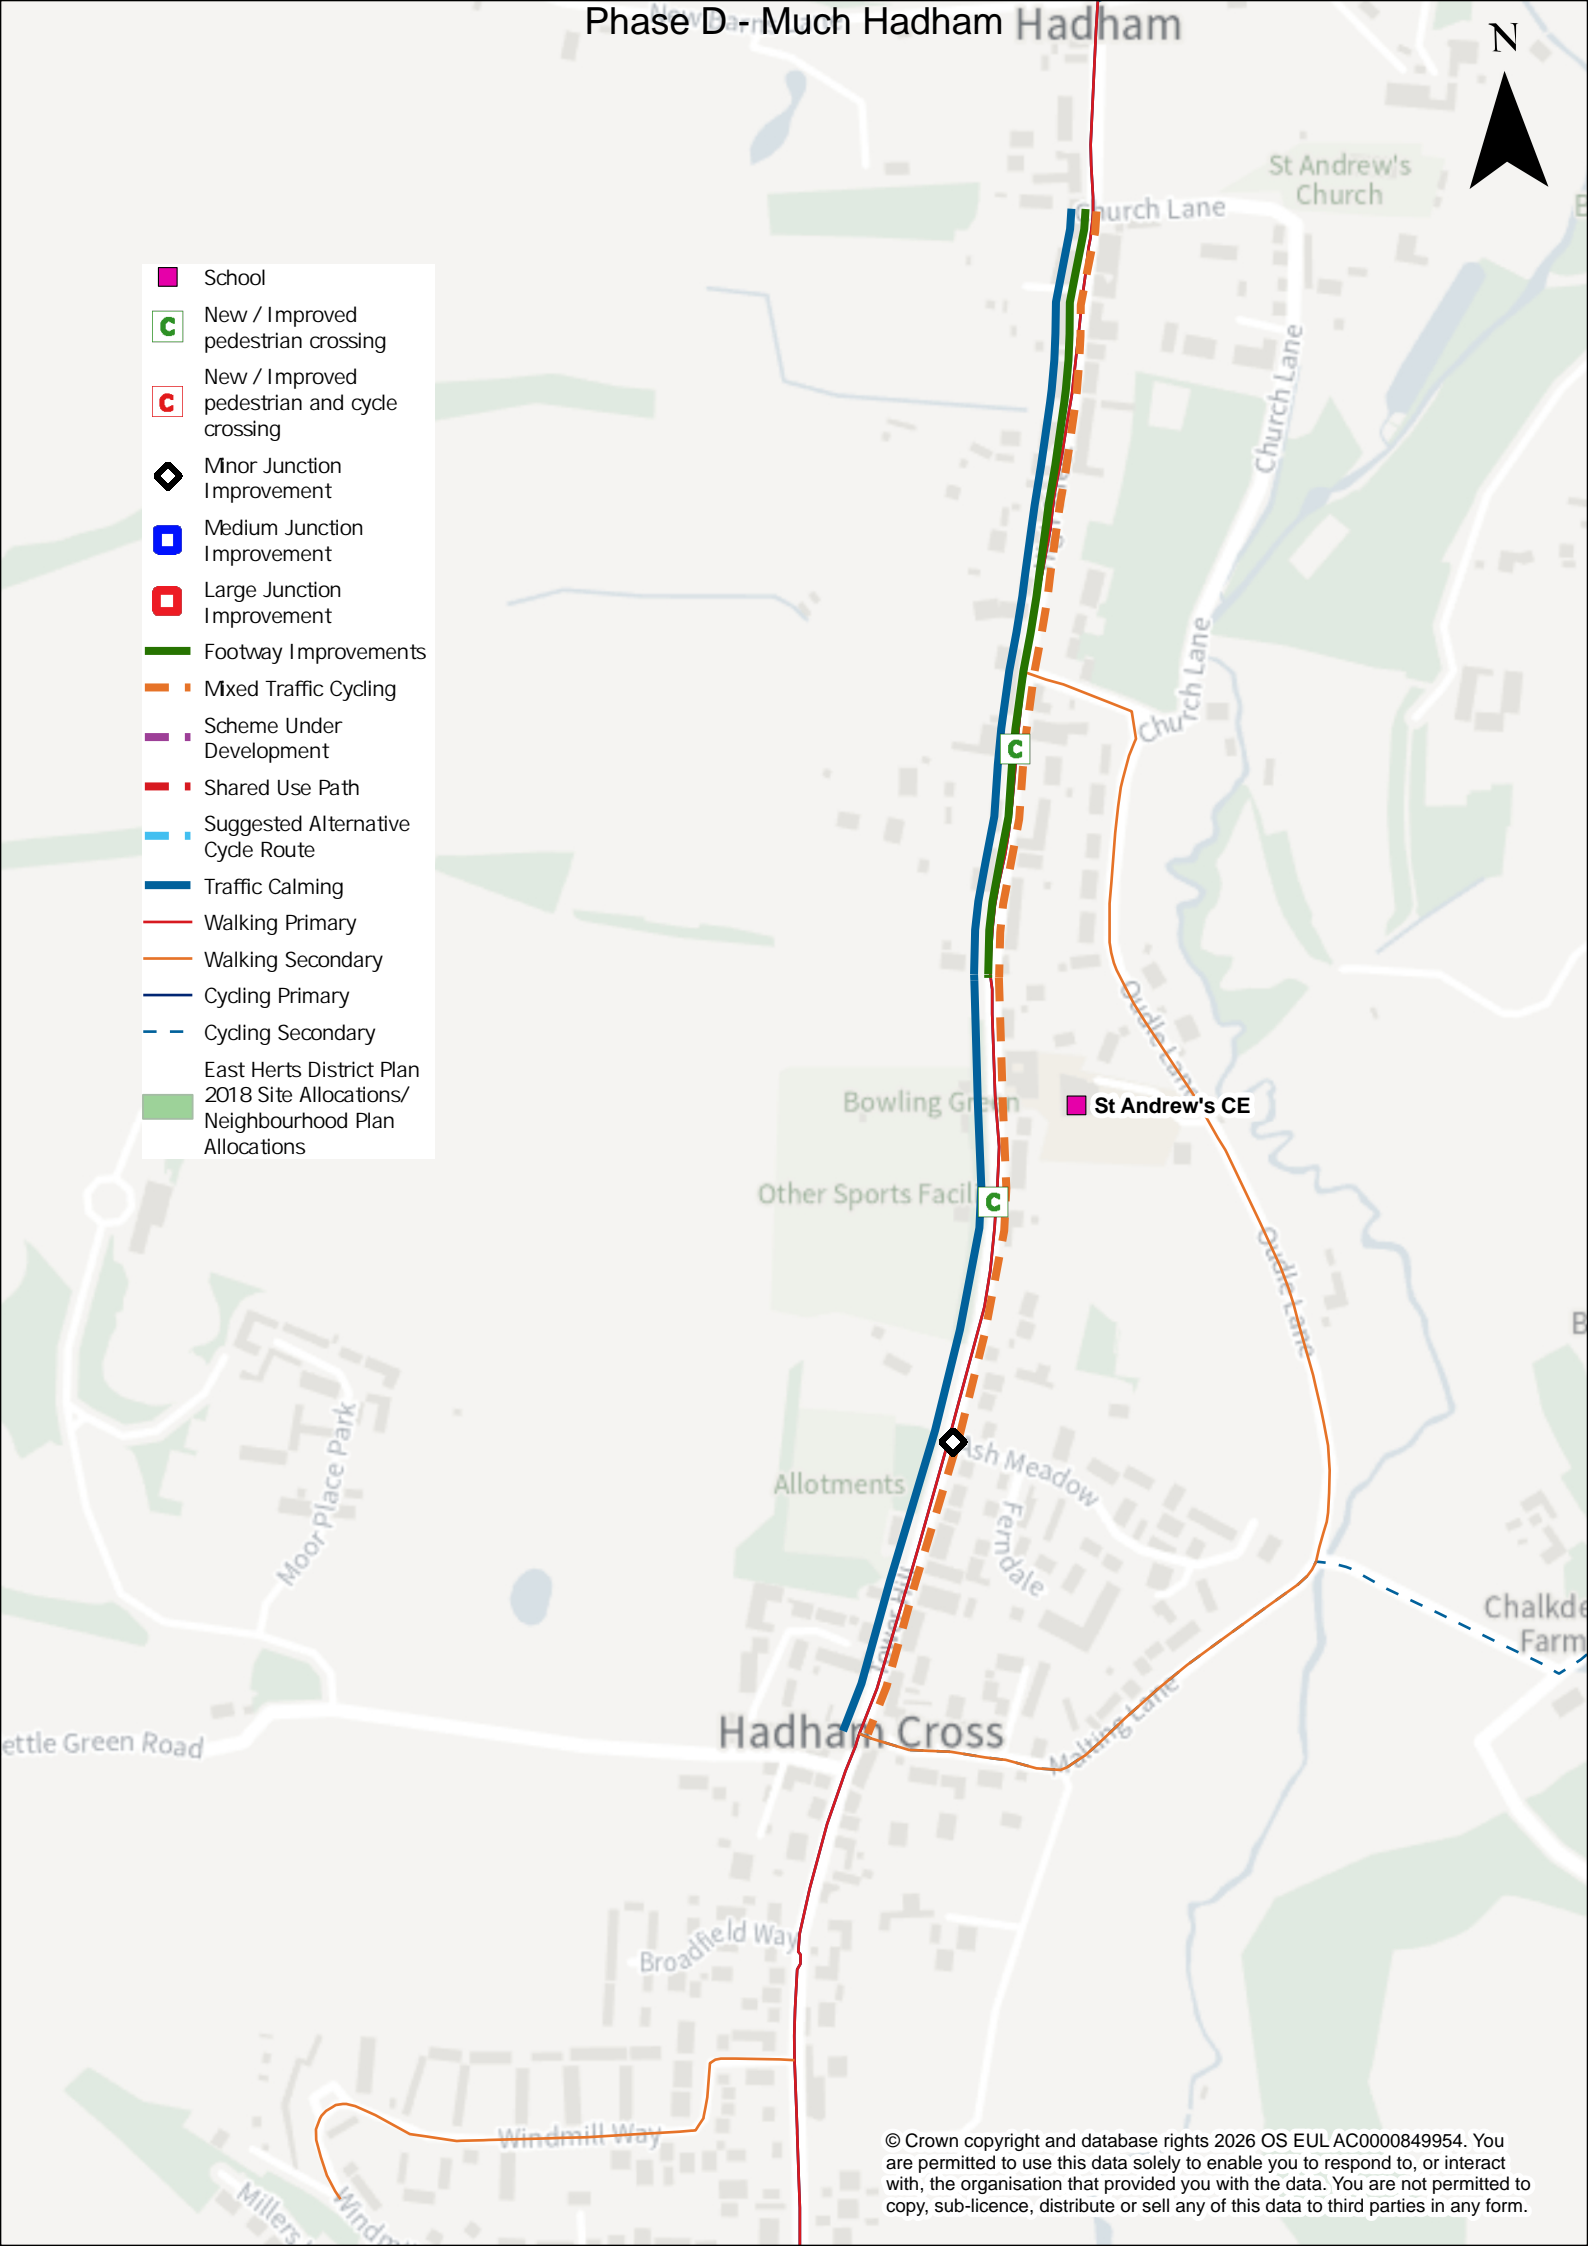 Phase D - Much Hadham
Hadham
N
St Andrew's
Church
Church Lane
School
New / Improved
pedestrian crossing
C
New / Improved
pedestrian and cycle
crossing
C
Minor Junction
Improvement
Medium Junction
Improvement
Large Junction
Improvement
Footway Improvements
Mixed Traffic Cycling
Scheme Under
Development
Shared Use Path
Suggested Alternative
Cycle Route
Traffic Calming
Walking Primary
Walking Secondary
Cycling Primary
Cycling Secondary
East Herts District Plan
2018 Site Allocations/
Neighbourhood Plan
Allocations
Church Lane
Church Lane
C
Oudle Lane
Bowling Green
St Andrew's CE
Other Sports Facili
C
Oudle Lane
B
Ash Meadow
Allotments
Ferndale
Moor Place Park
Tower Hill
Chalkde
Farm
Malting Lane
Hadham Cross
ettle Green Road
Broadfield Way
Windmill Way
Millers
Windmi
© Crown copyright and database rights 2026 OS EUL AC0000849954. You
are permitted to use this data solely to enable you to respond to, or interact
with, the organisation that provided you with the data. You are not permitted to
copy, sub-licence, distribute or sell any of this data to third parties in any form.